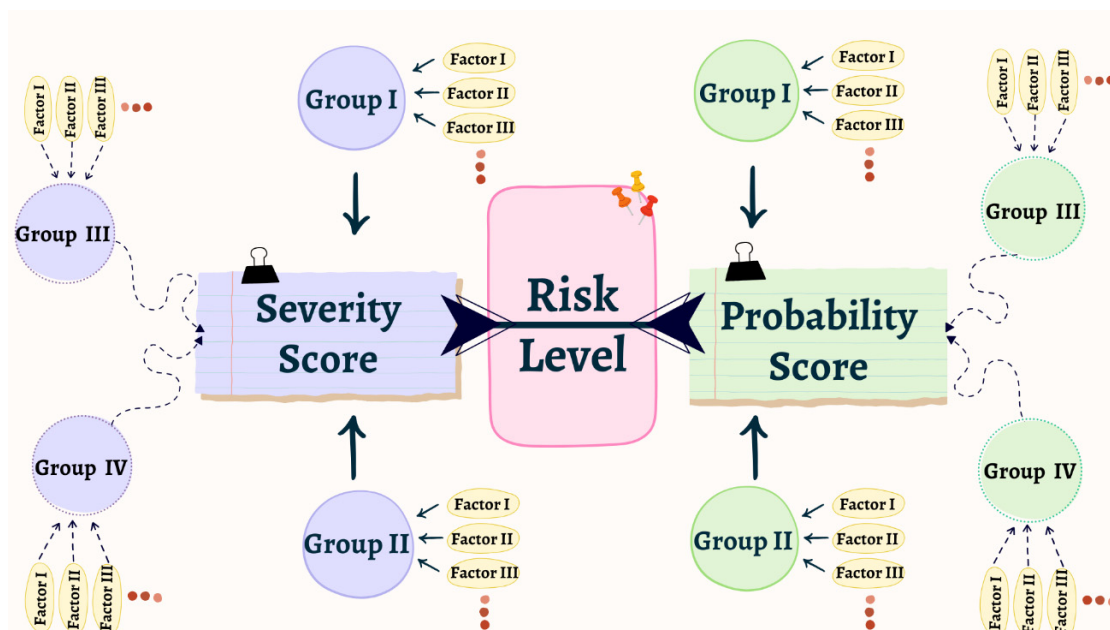 Group I
Factor I
Factor II
Factor III
Group I
Factor I
Factor II
Factor III
Factor I
Factor II
Factor III
Group III
Factor I
Factor II
Factor III
Group III
Severity
Score
Risk
Level
Probability
Score
Group IV
Factor I
Factor II
Factor III
Group II
Factor I
Factor II
Factor III
Group II
Factor I
Factor II
Factor III
Group IV
Factor I
Factor II
Factor III